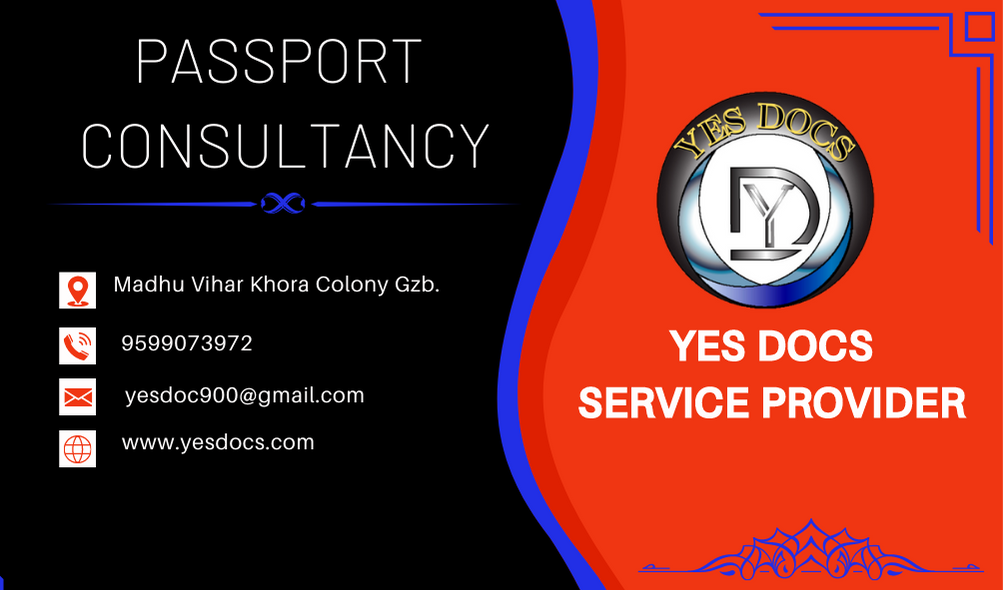 PASSPORT
CONSULTANCY
Madhu Vihar Khora Colony Gzb.
9599073972
yesdoc900@gmail.com
www.yesdocs.com
YES DOCS
DY
YES DOCS
SERVICE PROVIDER